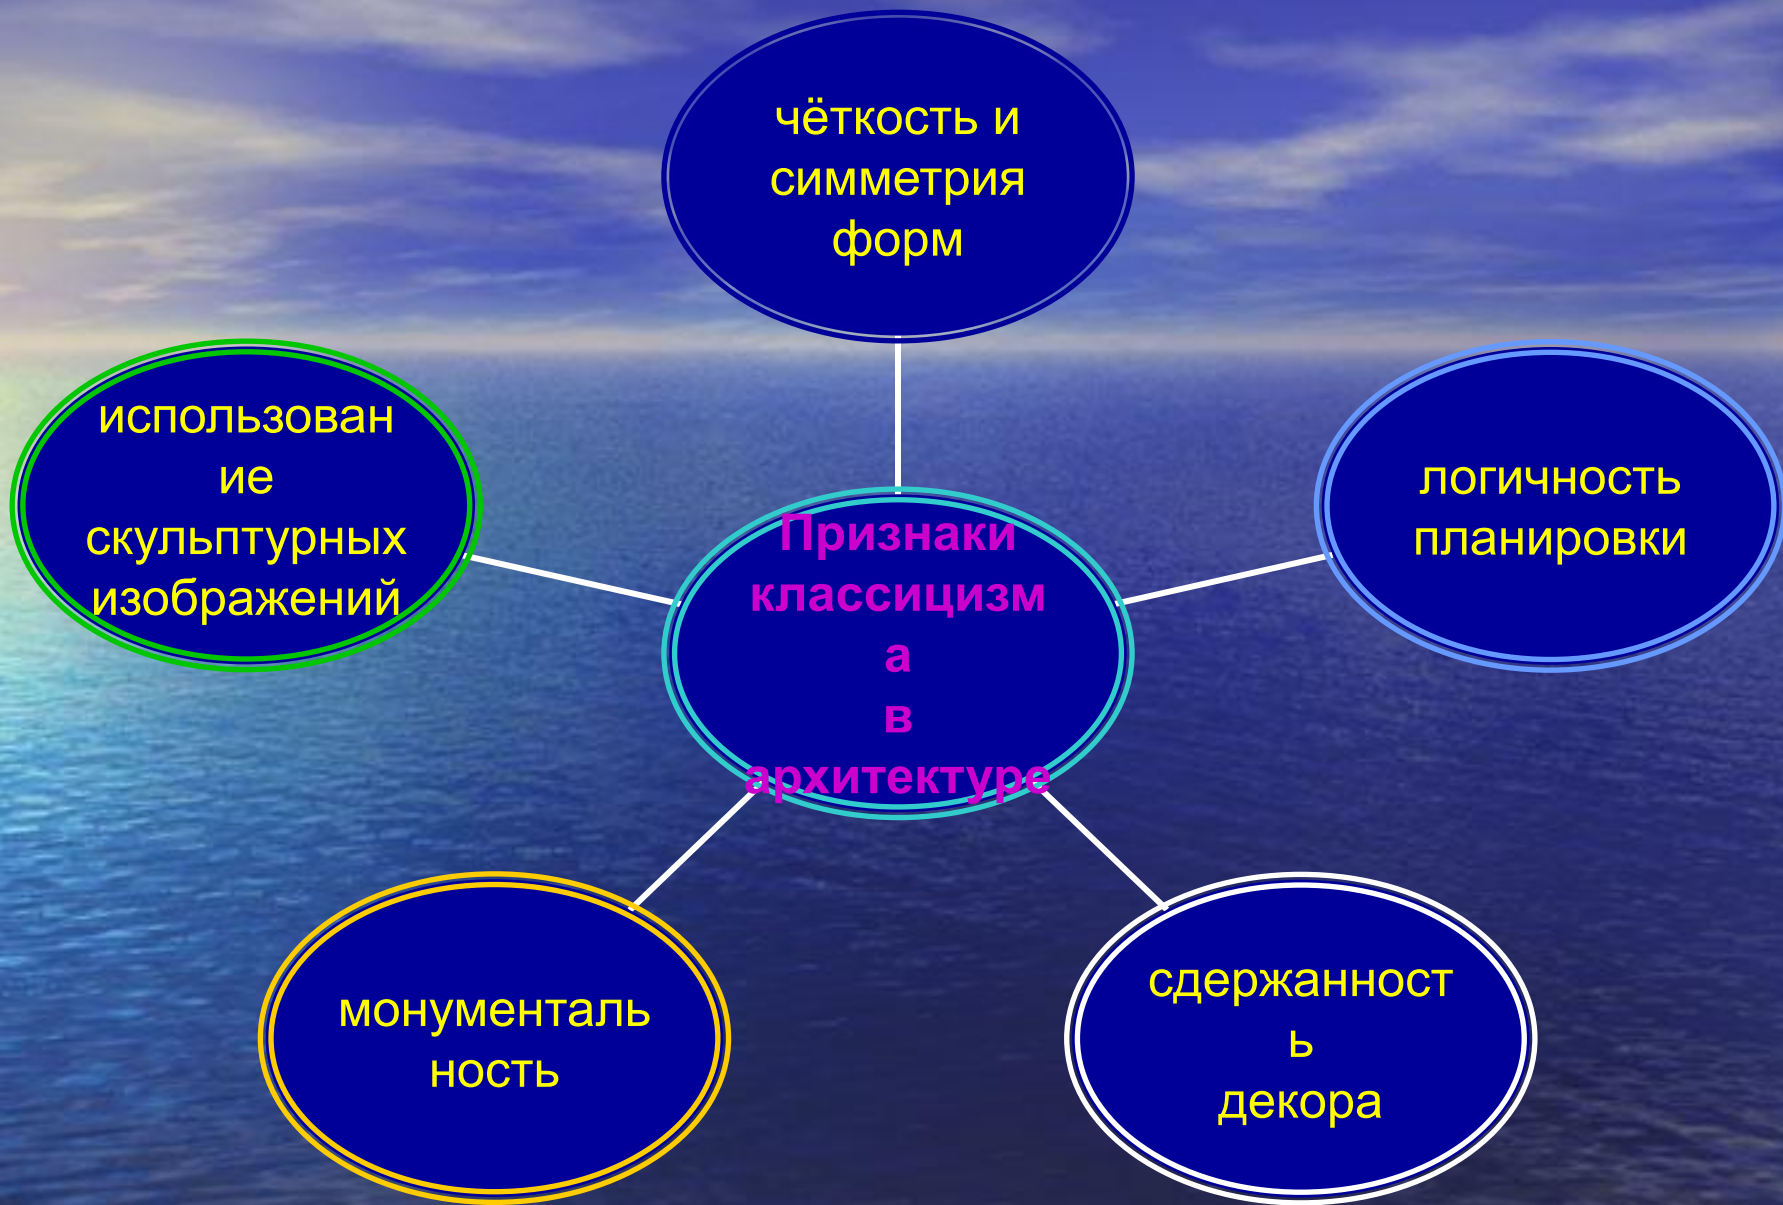 чёткость и
симметрия
форм
использован
ие
скульптурных
изображений
логичность
планировки
Признаки
классицизм
а
в
архитектуре
монументаль
ность
сдержанност
ь
декора